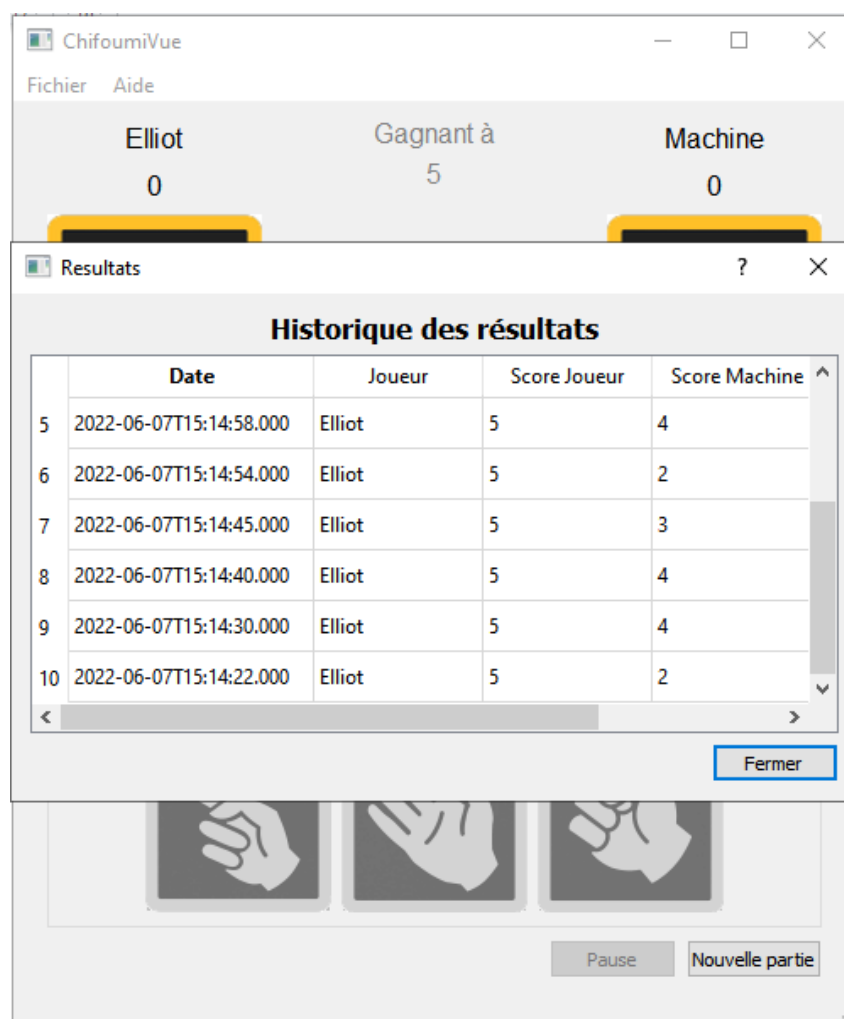 ChifoumiVue
Fichier Aide
Elliot Gagnant à Machine
0 5 0
Resultats ?
Historique des résultats
Date Joueur Score Joueur Score Machine
5 2022-06-07T15:14:58.000 Elliot 5 4
6 2022-06-07T15:14:54.000 Elliot 5 2
7 2022-06-07T15:14:45.000 Elliot 5 3
8 2022-06-07T15:14:40.000 Elliot 5 4
9 2022-06-07T15:14:30.000 Elliot 5 4
10 2022-06-07T15:14:22.000 Elliot 5 2
Fermer
Pause Nouvelle partie